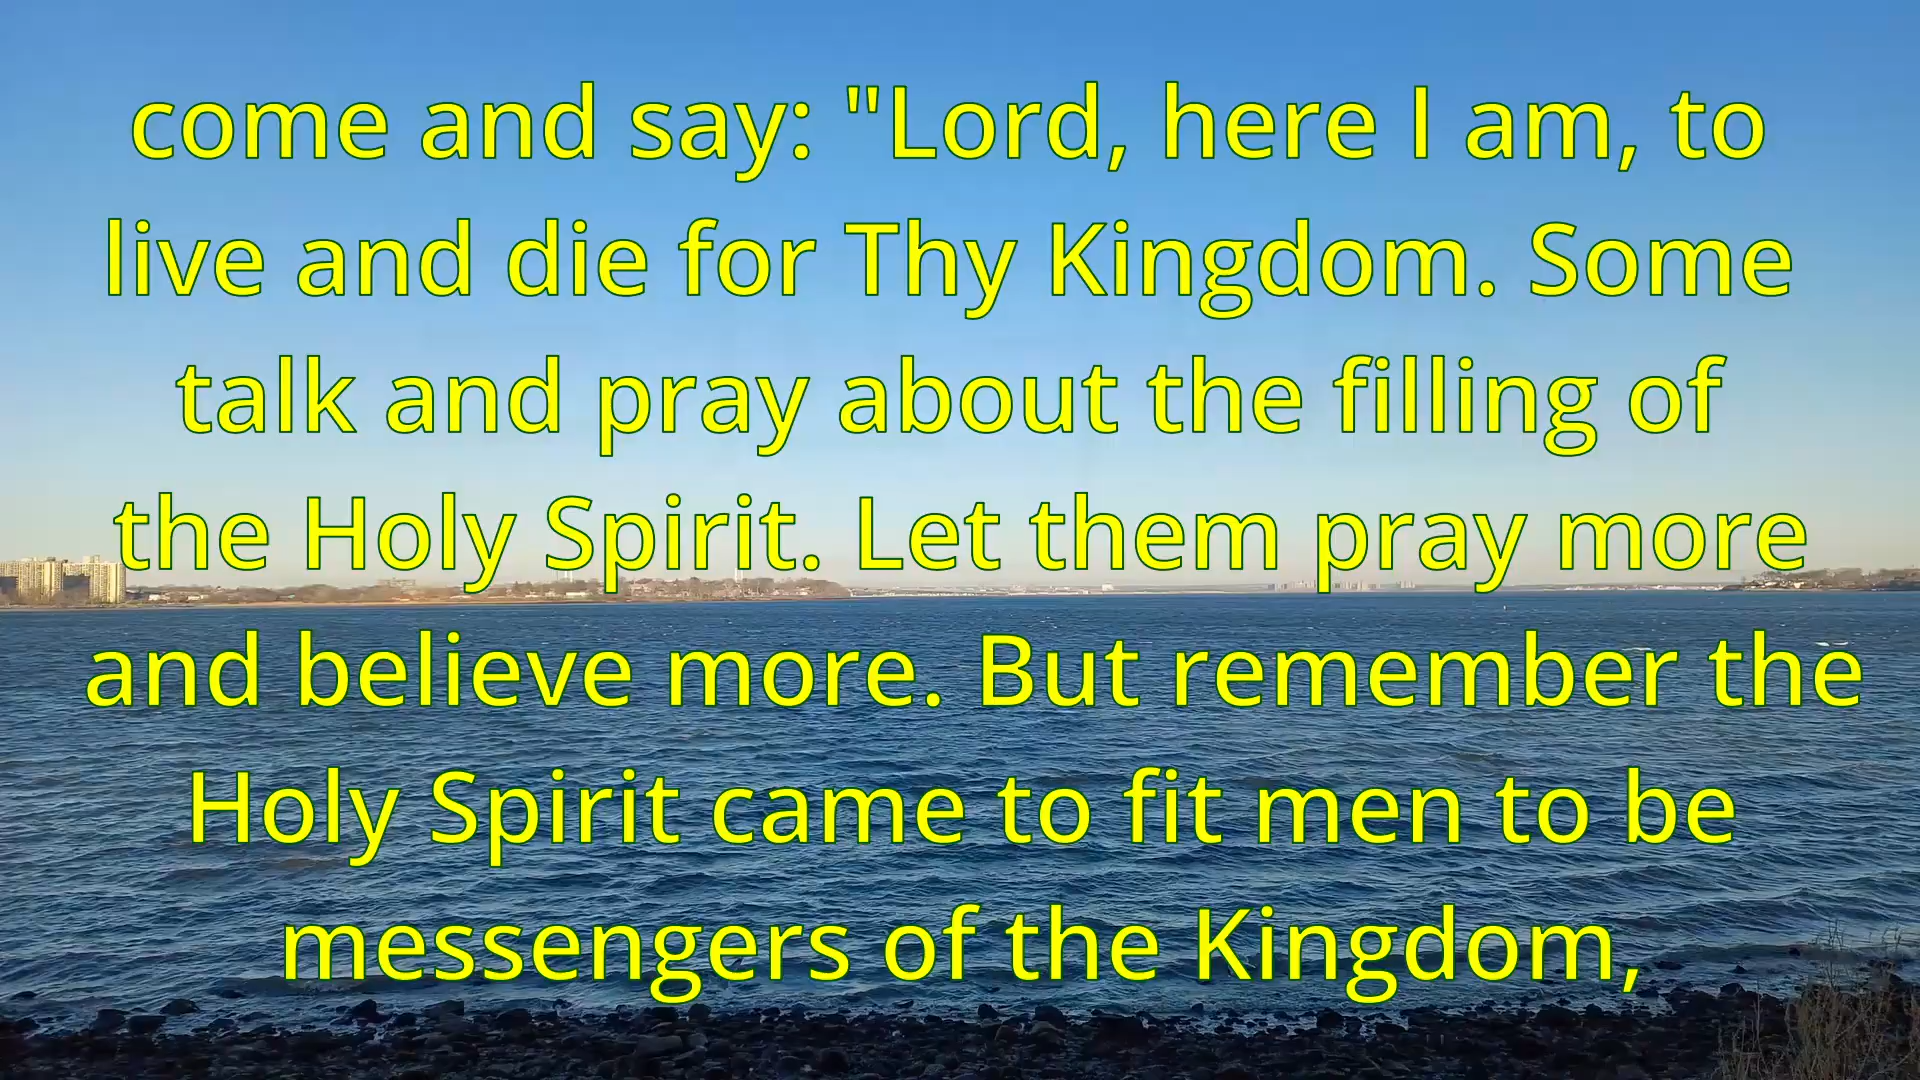 come and say: "Lord, here I am, to
live and die for Thy Kingdom. Some
talk and pray about the filling of
the Holy Spirit. Let them pray more
and believe more. But remember the
Holy Spirit came to fit men to be
messengers of the Kingdom,